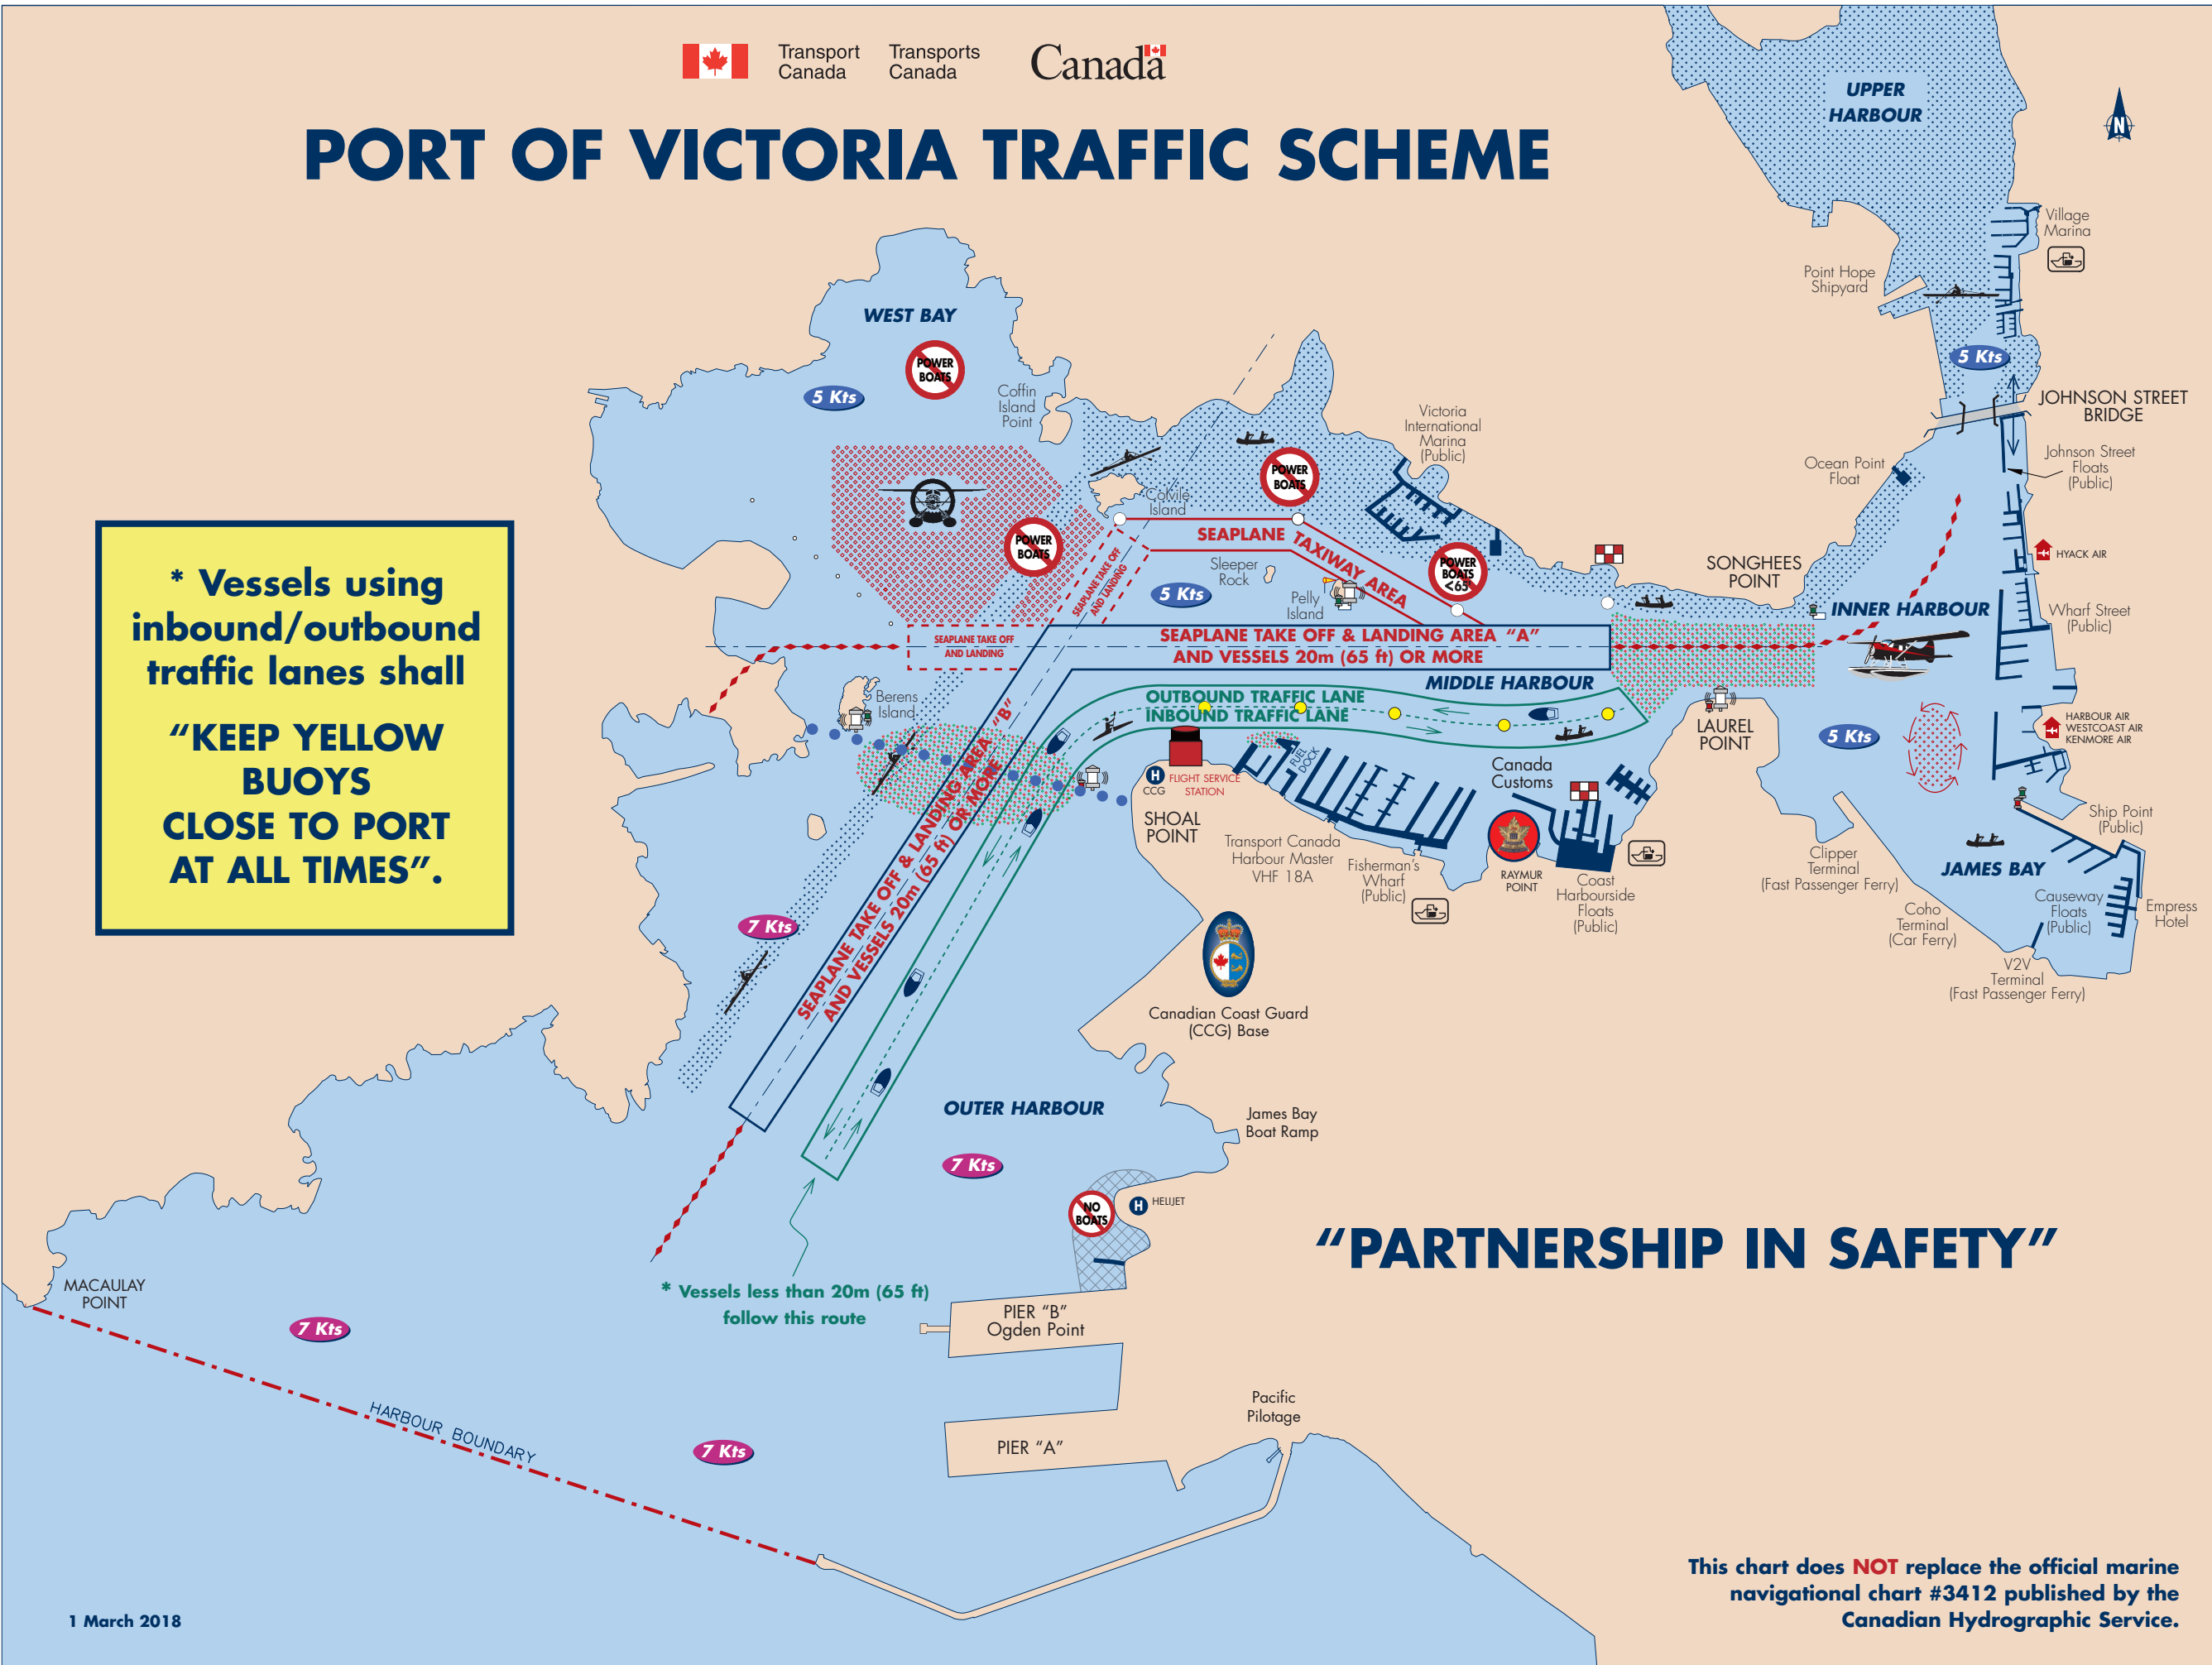 Transport
Canada
Transports
Canada
Canada
PORT OF VICTORIA TRAFFIC SCHEME
UPPER
HARBOUR
N
Village
Marina
Point Hope
Shipyard
5 Kts
JOHNSON STREET
BRIDGE
Johnson Street
Floats
(Public)
Ocean Point
Float
WEST BAY
POWER
BOATS
5 Kts
Coffin
Island
Point
Victoria
International
Marina
(Public)
POWER
BOATS
Colvile
Island
POWER
BOATS
SEAPLANE TAXIWAY AREA
POWER
BOATS
<65'
Sleeper
Rock
Pelly
Island
5 Kts
SEAPLANE TAKE OFF
AND LANDING
SEAPLANE TAKE OFF
AND LANDING
SEAPLANE TAKE OFF & LANDING AREA "A"
AND VESSELS 20m (65 ft) OR MORE
SONGHEES
POINT
INNER HARBOUR
HYACK AIR
Wharf Street
(Public)
MIDDLE HARBOUR
OUTBOUND TRAFFIC LANE
INBOUND TRAFFIC LANE
LAUREL
POINT
5 Kts
HARBOUR AIR
WESTCOAST AIR
KENMORE AIR
Berens
Island
SEAPLANE TAKE OFF & LANDING AREA "B"
AND VESSELS 20m (65 ft) OR MORE
H
CCG
FLIGHT SERVICE
STATION
SHOAL
POINT
FUEL
DOCK
Transport Canada
Harbour Master
VHF 18A
Fisherman's
Wharf
(Public)
Canada
Customs
RAYMUR
POINT
Coast
Harbourside
Floats
(Public)
Ship Point
(Public)
Clipper
Terminal
(Fast Passenger Ferry)
JAMES BAY
Causeway
Floats
(Public)
Empress
Hotel
Coho
Terminal
(Car Ferry)
V2V
Terminal
(Fast Passenger Ferry)
* Vessels using
inbound/outbound
traffic lanes shall
"KEEP YELLOW
BUOYS
CLOSE TO PORT
AT ALL TIMES".
7 Kts
Canadian Coast Guard
(CCG) Base
OUTER HARBOUR
7 Kts
James Bay
Boat Ramp
NO
BOATS
H
HELIJET
"PARTNERSHIP IN SAFETY"
* Vessels less than 20m (65 ft)
follow this route
MACAULAY
POINT
7 Kts
PIER "B"
Ogden Point
HARBOUR BOUNDARY
7 Kts
PIER "A"
Pacific
Pilotage
This chart does NOT replace the official marine
navigational chart #3412 published by the
Canadian Hydrographic Service.
1 March 2018